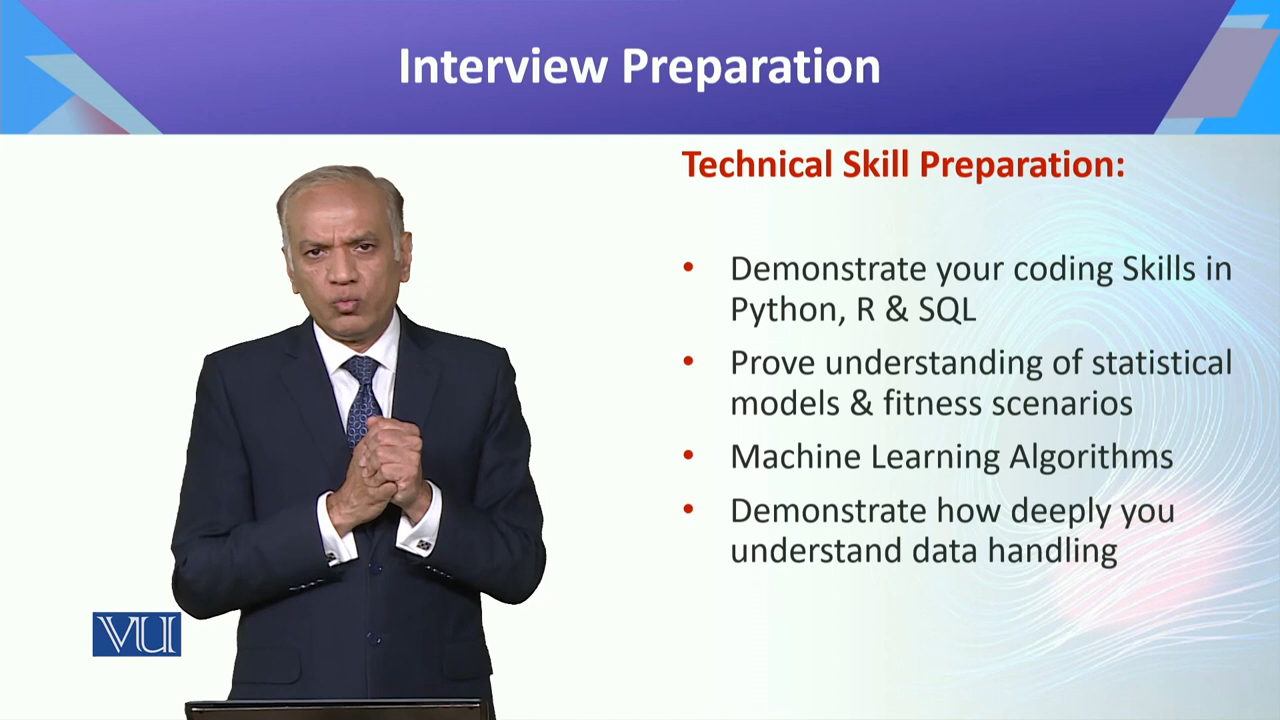 Interview Preparation
Technical Skill Preparation:
• Demonstrate your coding Skills in
Python, R & SQL
• Prove understanding of statistical
models & fitness scenarios
• Machine Learning Algorithms
• Demonstrate how deeply you
understand data handling
VU